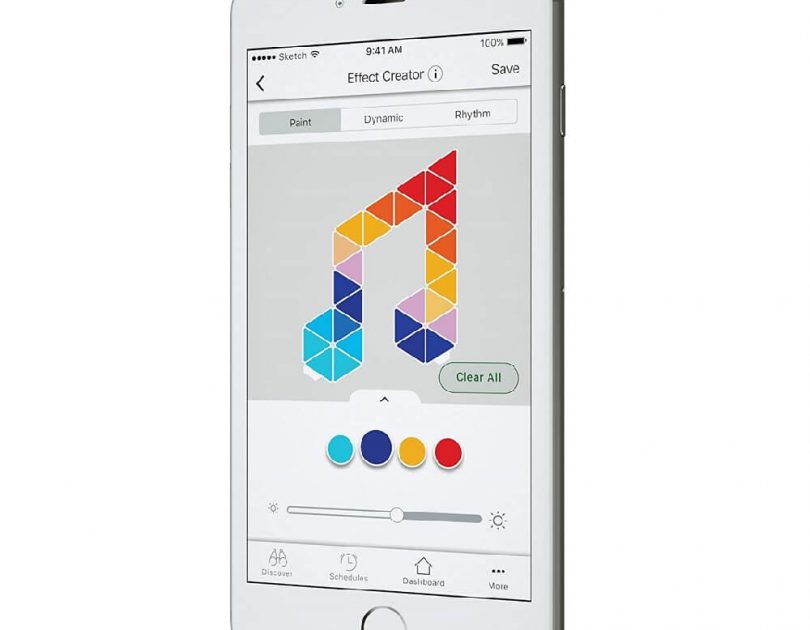 ●●●●● Sketch 9:41 AM 100%
Effect Creator i Save
Paint Dynamic Rhythm
Clear All
Discover Schedules Dashboard More